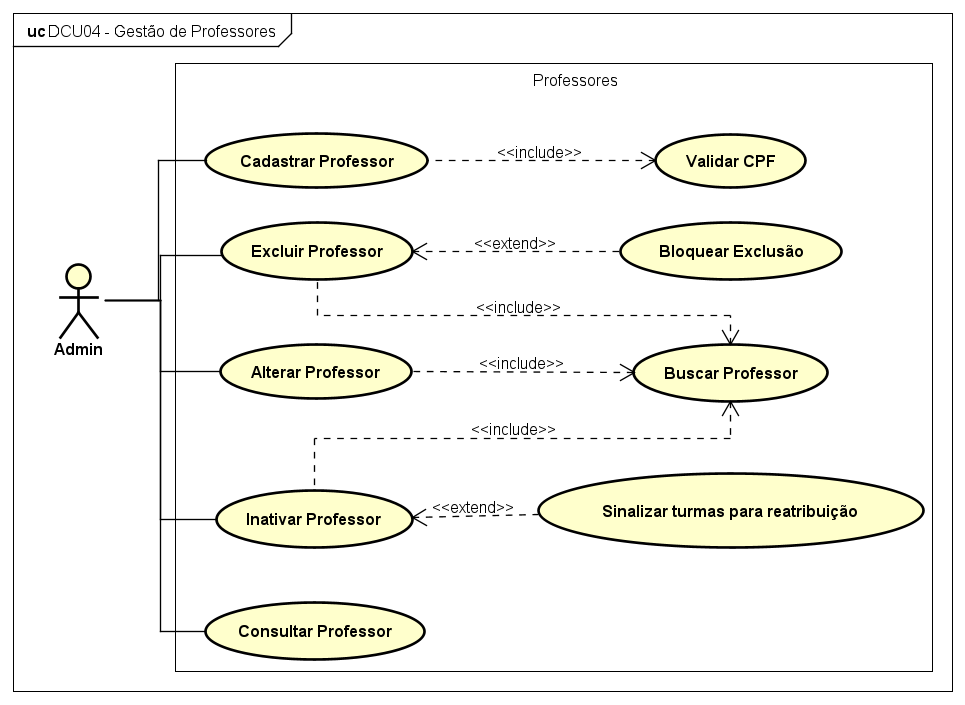 uc DCU04 - Gestão de Professores
Professores
Cadastrar Professor
<<include>>
Validar CPF
Excluir Professor
<<extend>>
Bloquear Exclusão
<<include>>
Admin
Alterar Professor
<<include>>
Buscar Professor
<<include>>
Inativar Professor
<<extend>>
Sinalizar turmas para reatribuição
Consultar Professor